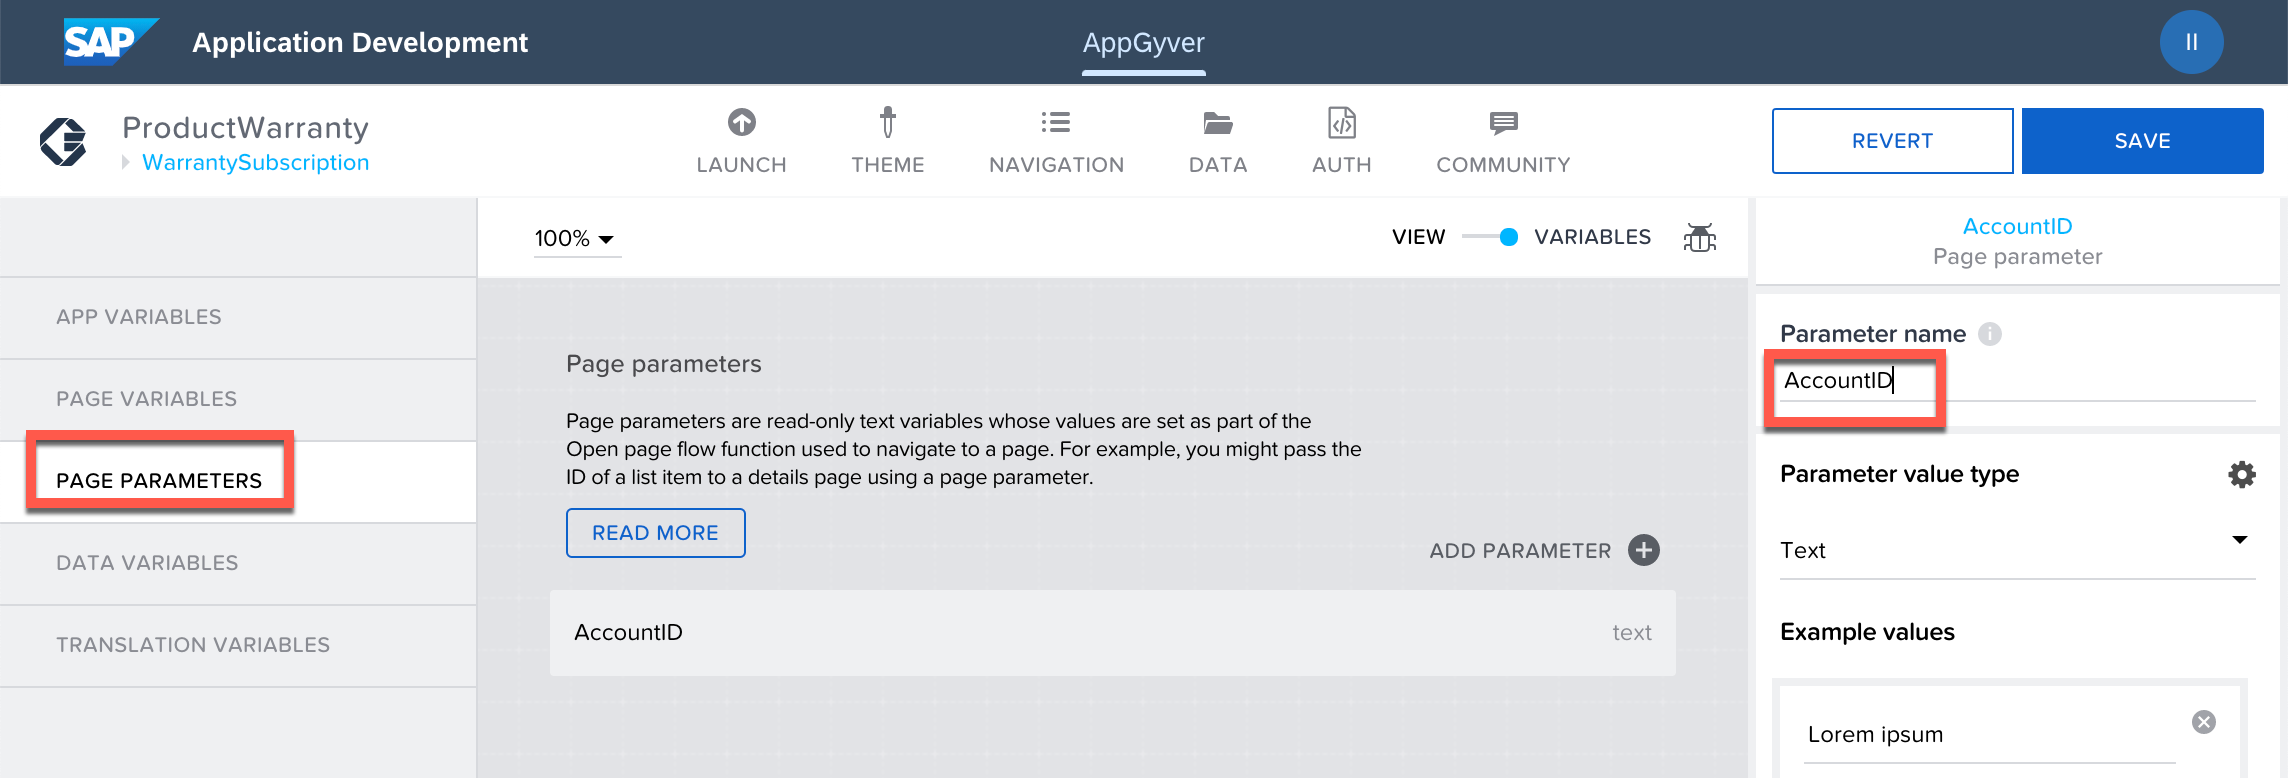 SAP Application Development
AppGyver
II
ProductWarranty
WarrantySubscription
LAUNCH
THEME
NAVIGATION
DATA
AUTH
COMMUNITY
REVERT
SAVE
100%
VIEW
VARIABLES
AccountID
Page parameter
APP VARIABLES
PAGE VARIABLES
PAGE PARAMETERS
DATA VARIABLES
TRANSLATION VARIABLES
Page parameters
Page parameters are read-only text variables whose values are set as part of the
Open page flow function used to navigate to a page. For example, you might pass the
ID of a list item to a details page using a page parameter.
READ MORE
ADD PARAMETER
AccountID text
Parameter name i
AccountID
Parameter value type
Text
Example values
Lorem ipsum